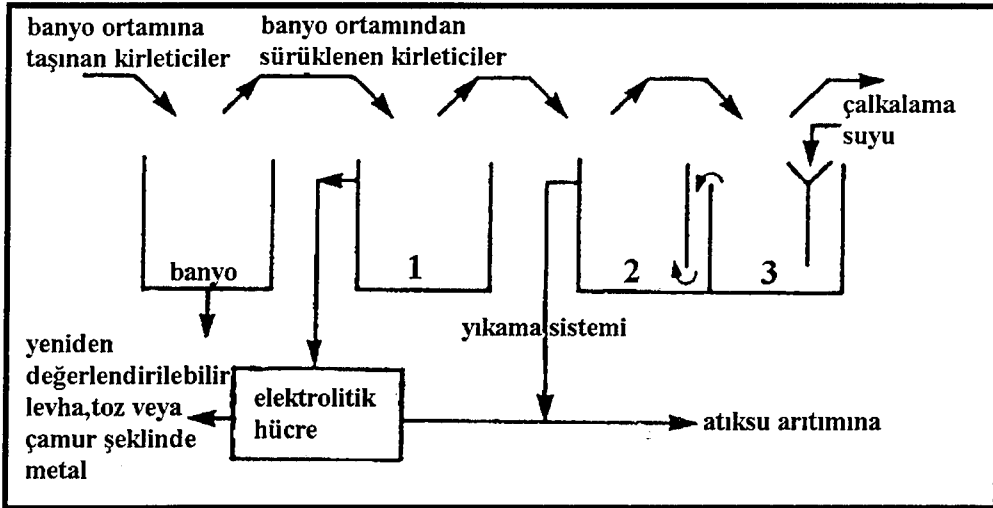 banyo ortamına
taşınan kirleticiler
banyo ortamından
sürüklenen kirleticiler
çalkalama
suyu
banyo
1
2
3
yıkama sistemi
yeniden
değerlendirilebilir
levha,toz veya
çamur şeklinde
metal
elektrolitik
hücre
atıksu arıtımına